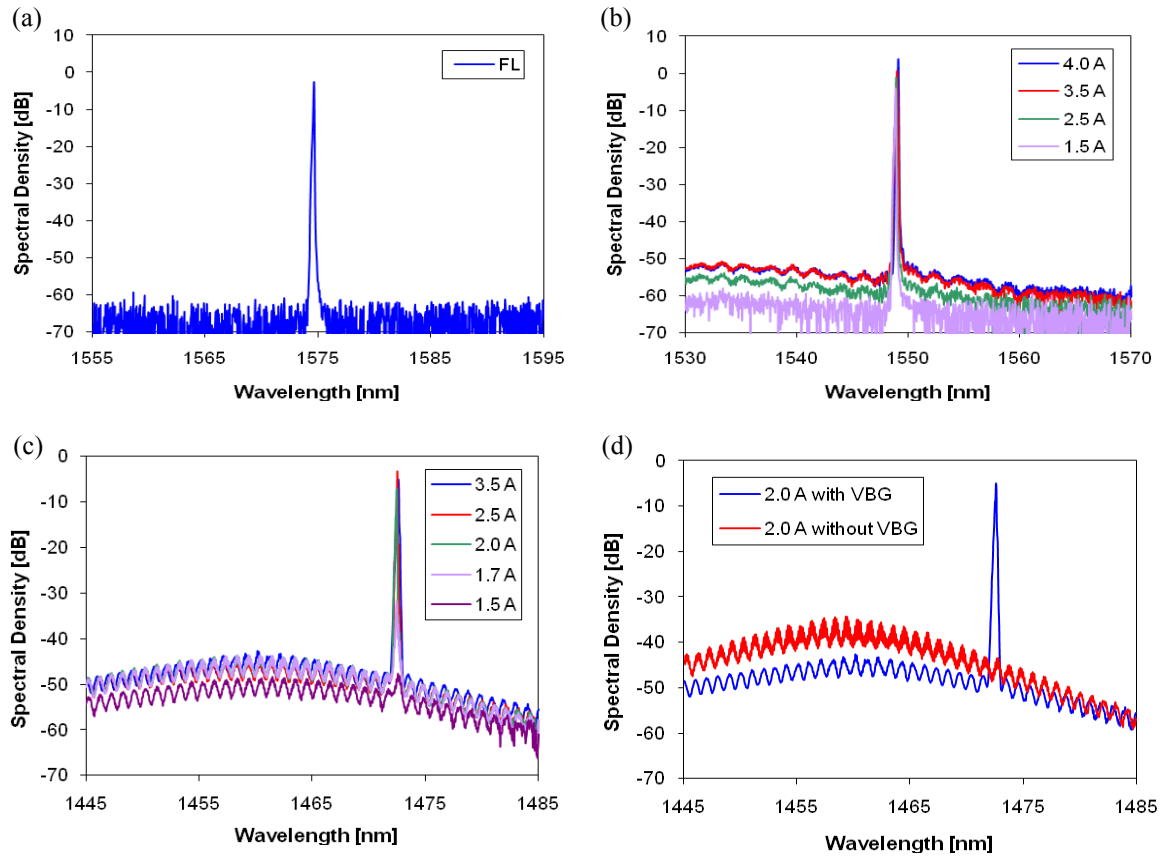 (a)
10
0
-10
-20
-30
-40
-50
-60
-70
Spectral Density [dB]
FL
1555
1565
1575
1585
1595
Wavelength [nm]
(b)
10
0
-10
-20
-30
-40
-50
-60
-70
Spectral Density [dB]
4.0 A
3.5 A
2.5 A
1.5 A
1530
1540
1550
1560
1570
Wavelength [nm]
(c)
0
-10
-20
-30
-40
-50
-60
-70
Spectral Density [dB]
3.5 A
2.5 A
2.0 A
1.7 A
1.5 A
1445
1455
1465
1475
1485
Wavelength [nm]
(d)
0
-10
-20
-30
-40
-50
-60
-70
Spectral Density [dB]
2.0 A with VBG
2.0 A without VBG
1445
1455
1465
1475
1485
Wavelength [nm]